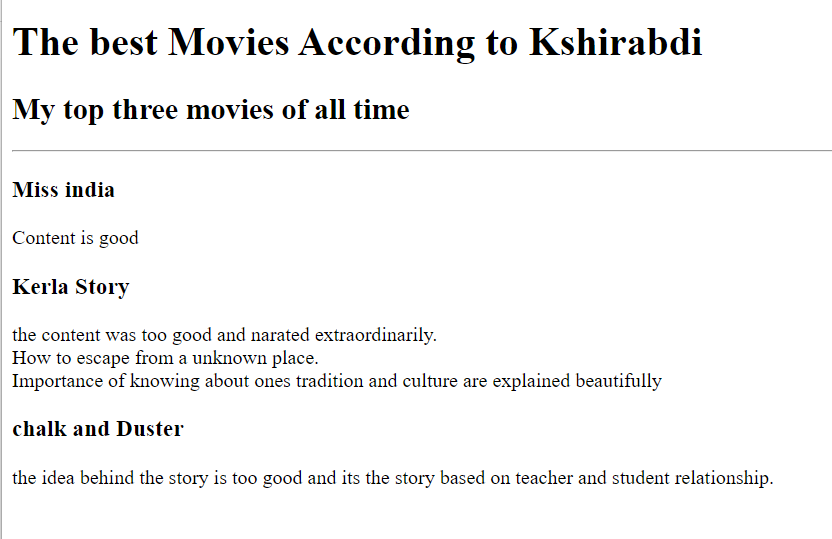 The best Movies According to Kshirabdi
My top three movies of all time
Miss india
Content is good
Kerla Story
the content was too good and narated extraordinarily.
How to escape from a unknown place.
Importance of knowing about ones tradition and culture are explained beautifully
chalk and Duster
the idea behind the story is too good and its the story based on teacher and student relationship.